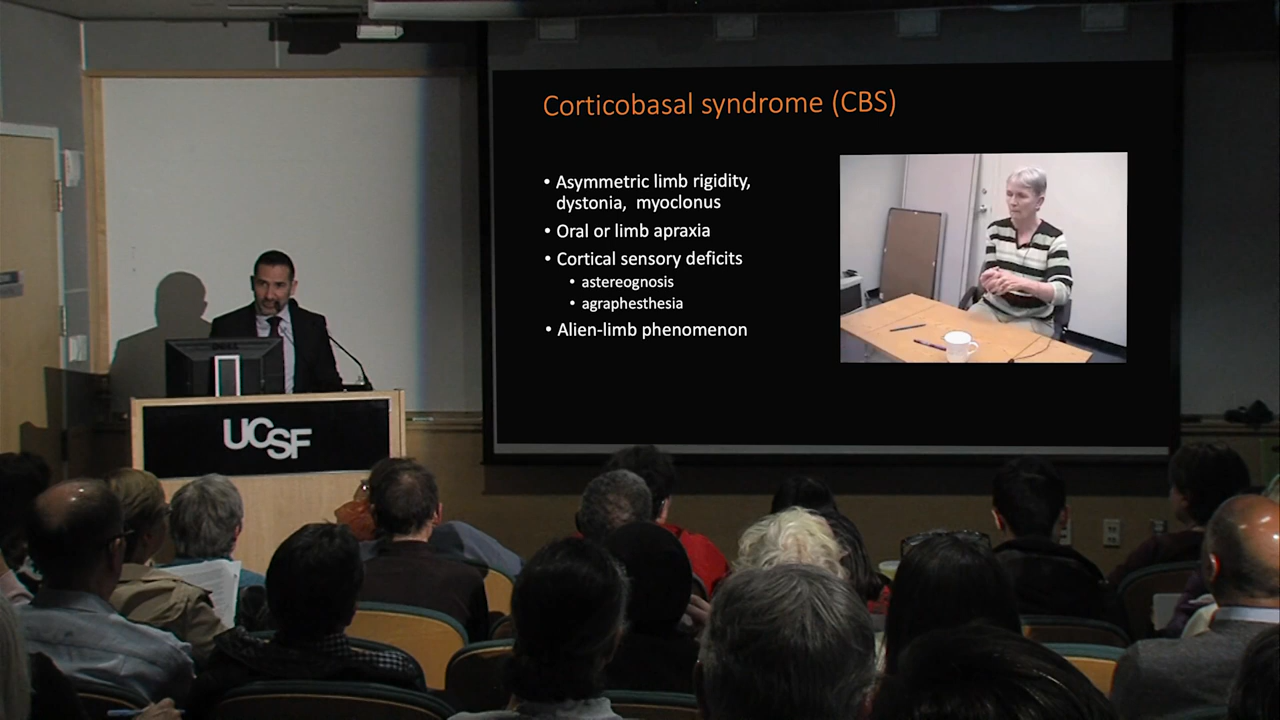 Corticobasal syndrome (CBS)
• Asymmetric limb rigidity,
dystonia, myoclonus
• Oral or limb apraxia
• Cortical sensory deficits
• astereognosis
• agraphesthesia
• Alien-limb phenomenon
DELL
UCSF